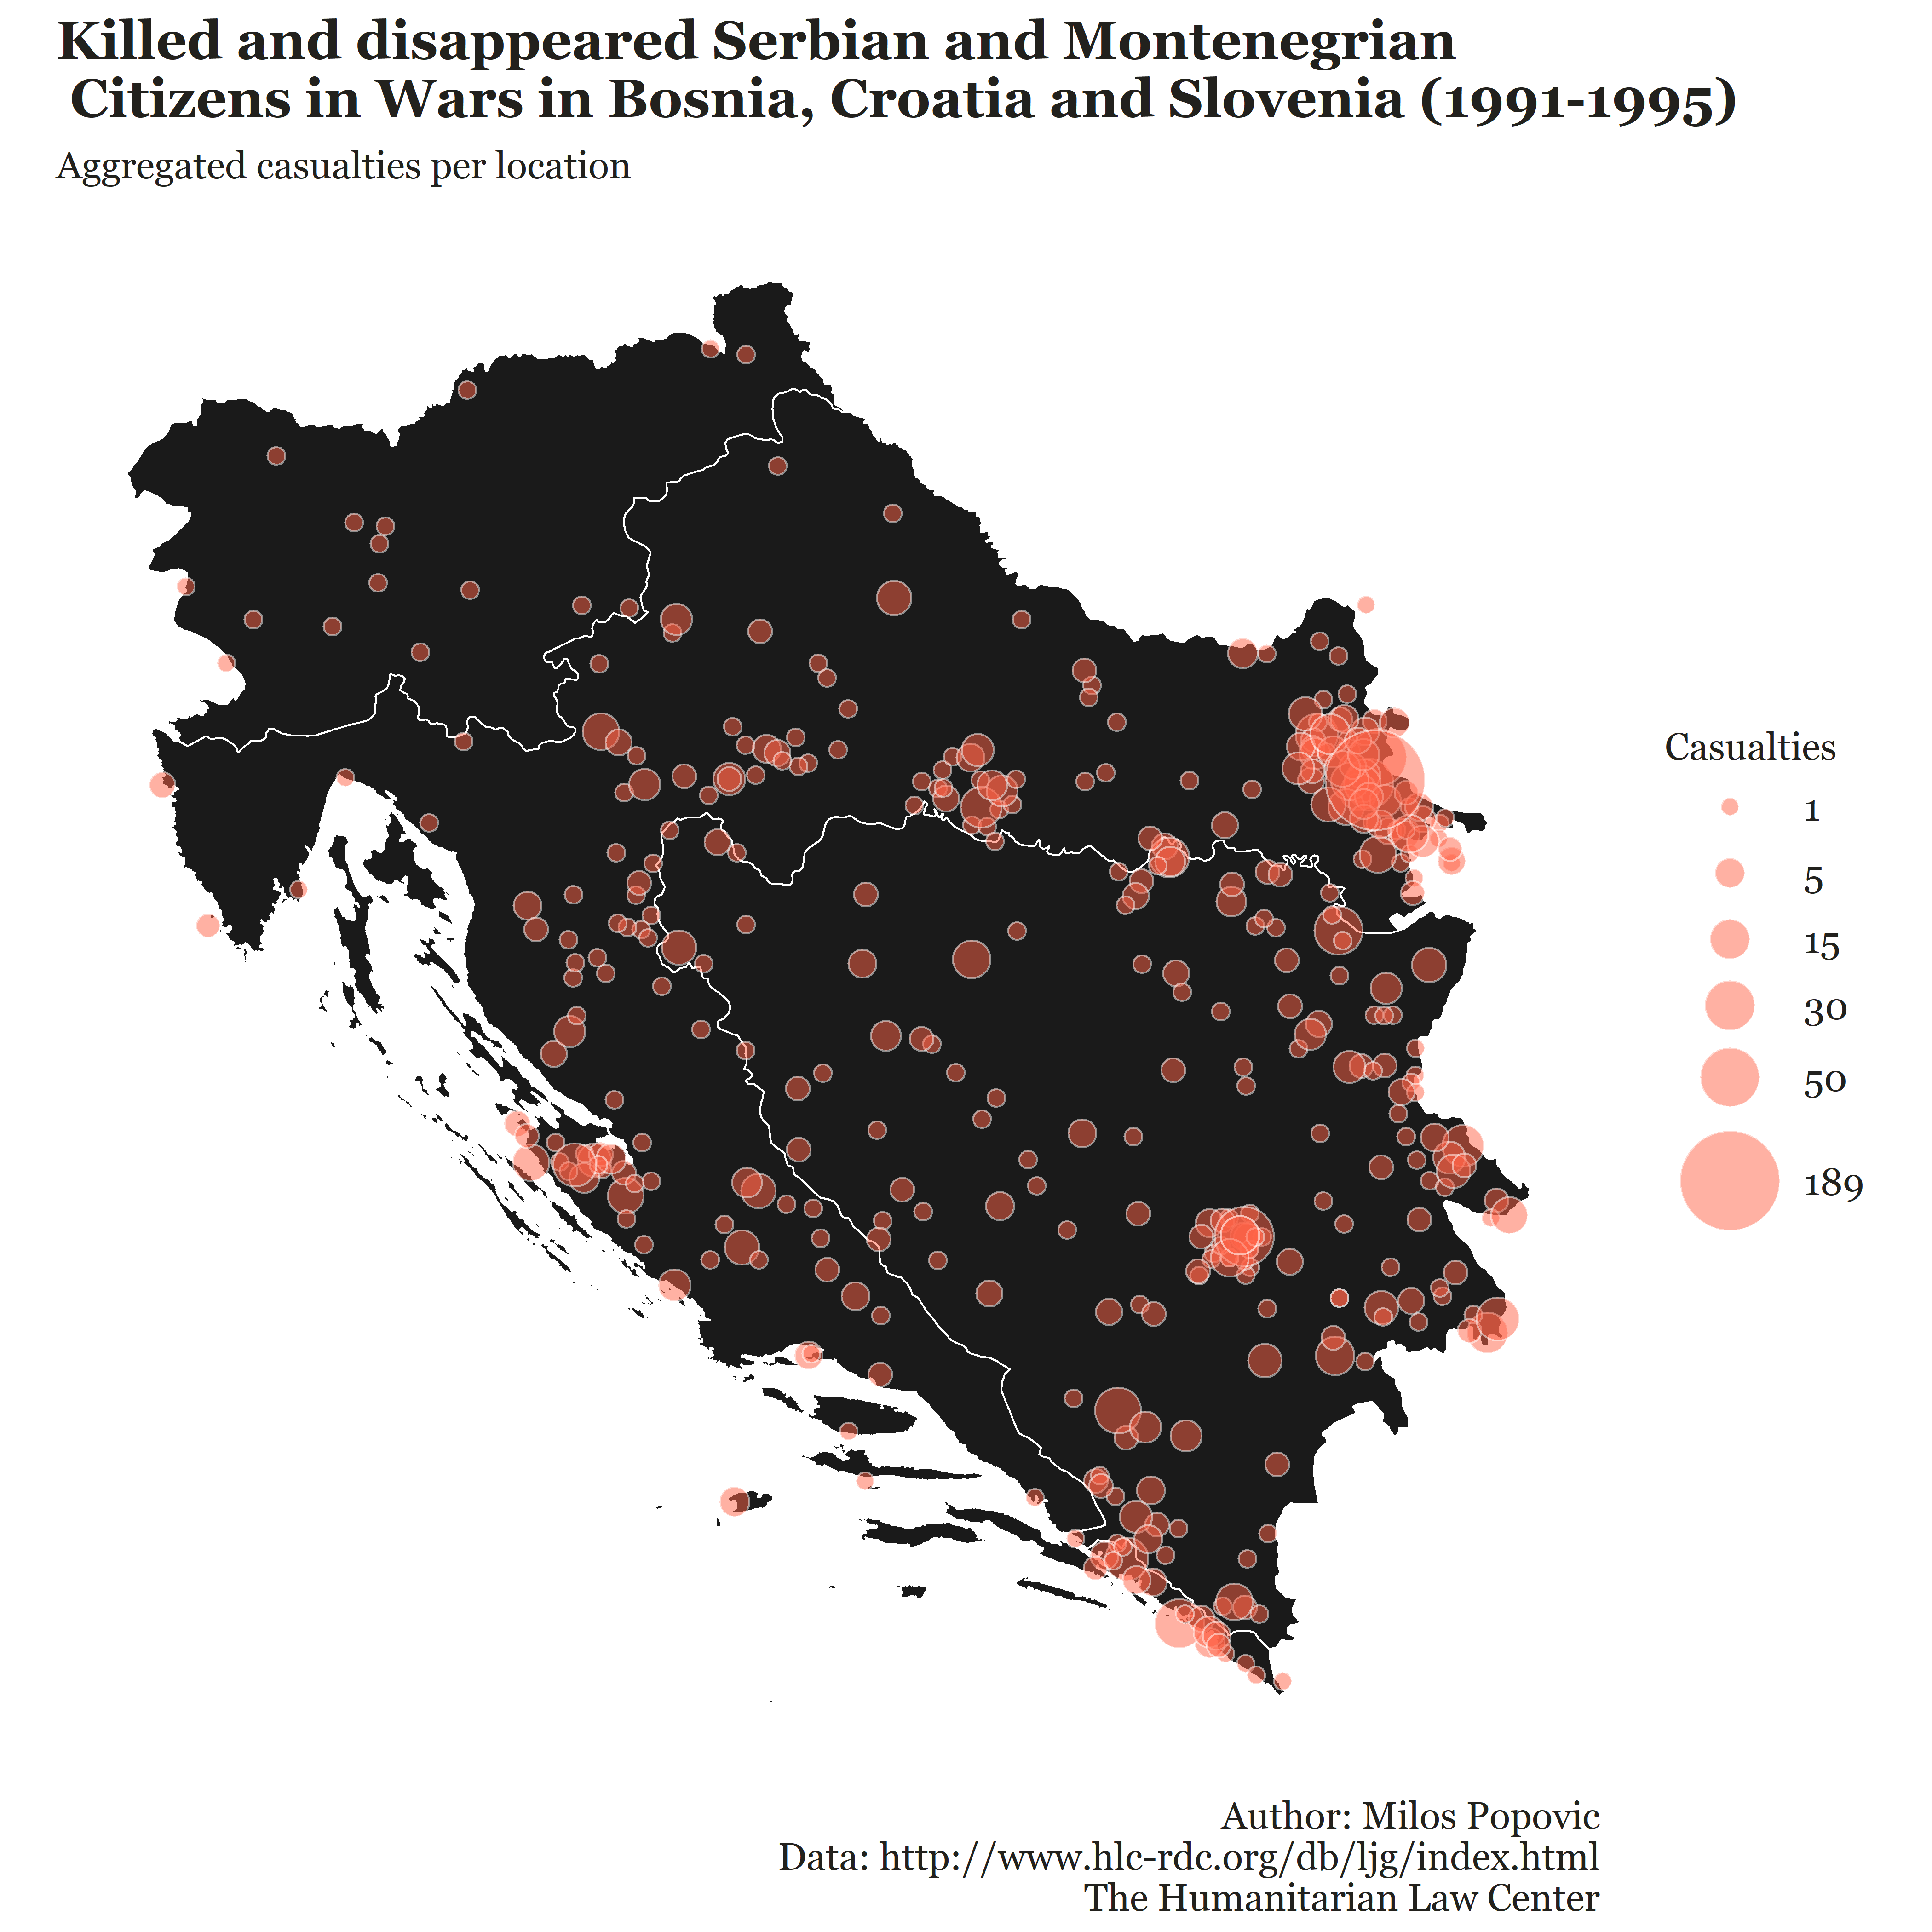 Killed and disappeared Serbian and Montenegrian
Citizens in Wars in Bosnia, Croatia and Slovenia (1991-1995)
Aggregated casualties per location
Casualties
1
5
15
30
50
189
Author: Milos Popovic
Data: http://www.hlc-rdc.org/db/ljg/index.html
The Humanitarian Law Center